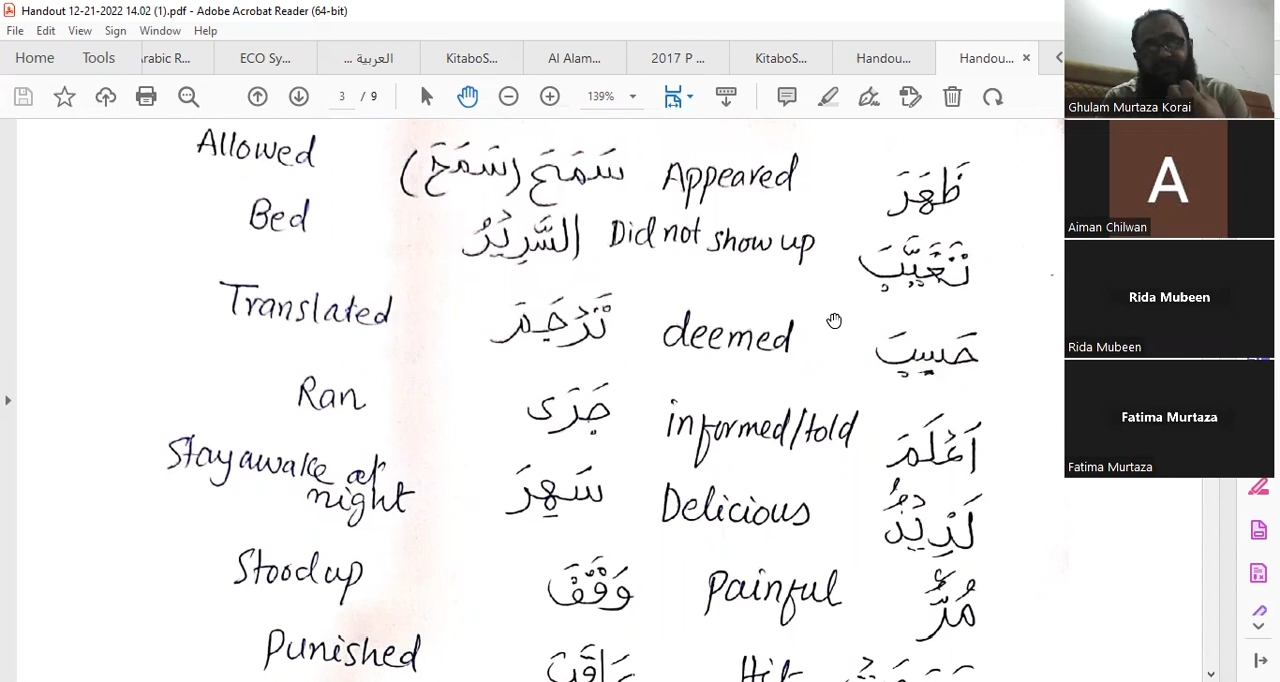 Handout 12-21-2022 14.02 (1).pdf - Adobe Acrobat Reader (64-bit)
File Edit View Sign Window Help
Home Tools Arabic R... ECO Sy... العربية ... KitaboS... Al Alam... 2017 P ... KitaboS... Handou... Handou... ×
3 / 9 139%
Ghulam Murtaza Korai
A
Aiman Chilwan
Rida Mubeen
Rida Mubeen
Fatima Murtaza
Fatima Murtaza
ظَهَرَ Appeared سَمَحَ (سَمَحَ) Allowed
تَغَيَّبَ Did not show up السَّرِيْرُ Bed
حَسِبَ deemed تَرْجَمَ Translated
اَعْلَمَ informed/told جَرَى Ran
لَذِيْذٌ Delicious سَهِرَ Stay awake at night
مُرٌّ Painful وَقَفَ Stood up
Hit عَاقَبَ Punished